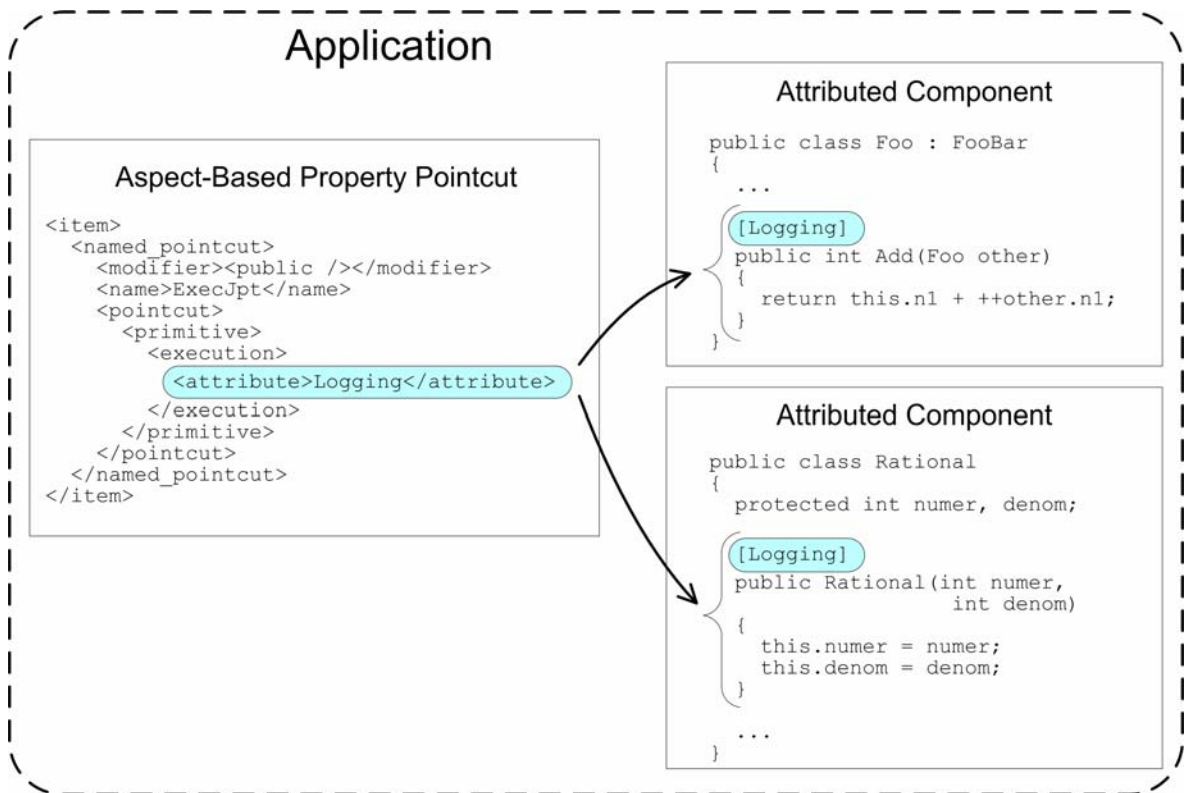 Application
Aspect-Based Property Pointcut
<item>
<named_pointcut>
<modifier><public /></modifier>
<name>ExecJpt</name>
<pointcut>
<primitive>
<execution>
<attribute>Logging</attribute>
</execution>
</primitive>
</pointcut>
</named_pointcut>
</item>
Attributed Component
public class Foo : FooBar
{
...
[Logging]
public int Add(Foo other)
{
return this.n1 + ++other.n1;
}
}
Attributed Component
public class Rational
{
protected int numer, denom;
[Logging]
public Rational(int numer,
int denom)
{
this.numer = numer;
this.denom = denom;
}
...
}